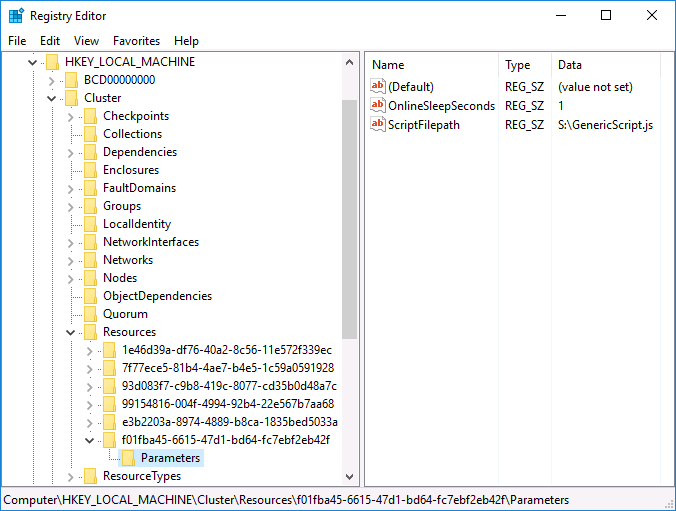 Registry Editor
File Edit View Favorites Help
HKEY_LOCAL_MACHINE
BCD00000000
Cluster
Checkpoints
Collections
Dependencies
Enclosures
FaultDomains
Groups
LocalIdentity
NetworkInterfaces
Networks
Nodes
ObjectDependencies
Quorum
Resources
1e46d39a-df76-40a2-8c56-11e572f339ec
7f77ece5-81b4-4ae7-b4e5-1c59a0591928
93d083f7-c9b8-419c-8077-cd35b0d48a7c
99154816-004f-4994-92b4-22e567b7aa68
e3b2203a-8974-4889-b8ca-1835bed5033a
f01fba45-6615-47d1-bd64-fc7ebf2eb42f
Parameters
ResourceTypes
Name Type Data
ab (Default) REG_SZ (value not set)
ab OnlineSleepSeconds REG_SZ 1
ab ScriptFilepath REG_SZ S:\GenericScript.js
Computer\HKEY_LOCAL_MACHINE\Cluster\Resources\f01fba45-6615-47d1-bd64-fc7ebf2eb42f\Parameters